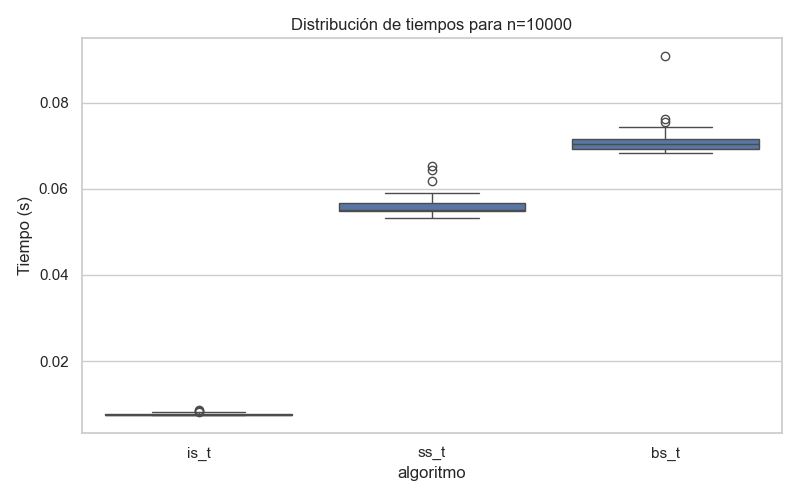 Distribución de tiempos para n=10000
Tiempo (s)
0.08
0.06
0.04
0.02
is_t
ss_t
bs_t
algoritmo